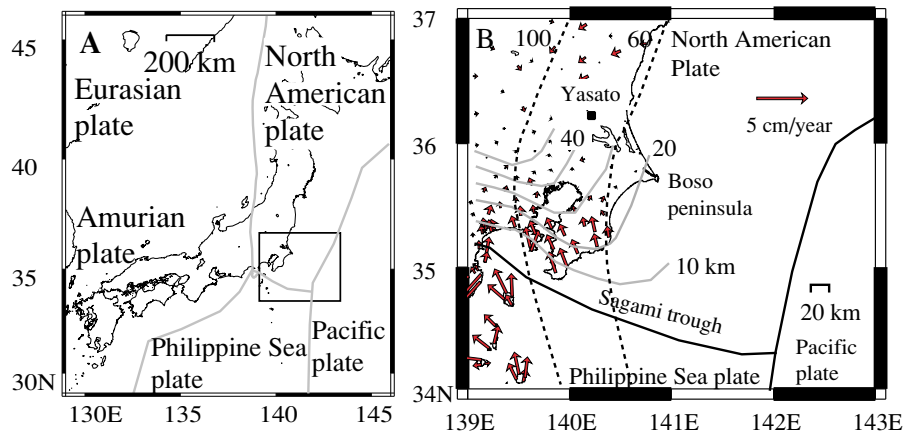 A
45
40
35
30N
130E
135
140
145
200 km
Eurasian
plate
North
American
plate
Amurian
plate
Philippine Sea
plate
Pacific
plate
B
37
36
35
34N
139E
140E
141E
142E
143E
100
60
North American
Plate
Yasato
5 cm/year
40
20
Boso
peninsula
10 km
Sagami trough
20 km
Philippine Sea plate
Pacific
plate